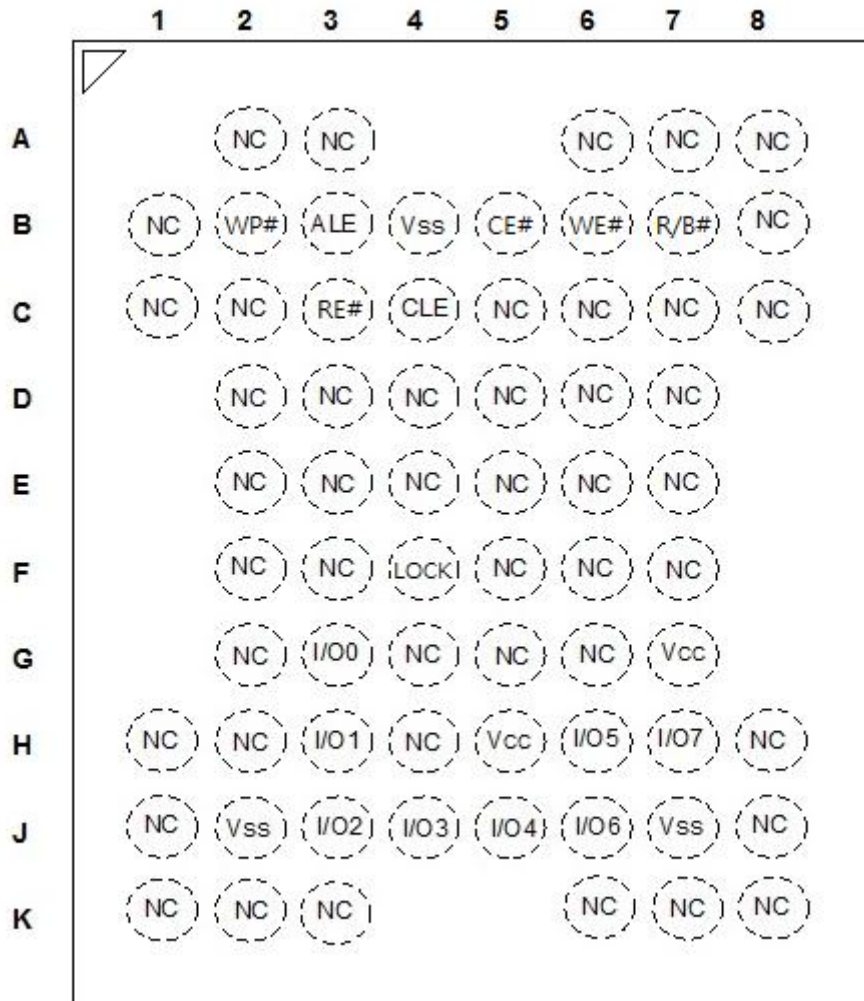 1 2 3 4 5 6 7 8
A NC NC NC NC NC
B NC WP# ALE Vss CE# WE# R/B# NC
C NC NC RE# CLE NC NC NC NC
D NC NC NC NC NC NC
E NC NC NC NC NC NC
F NC NC LOCK NC NC NC
G NC I/O0 NC NC NC Vcc
H NC NC I/O1 NC Vcc I/O5 I/O7 NC
J NC Vss I/O2 I/O3 I/O4 I/O6 Vss NC
K NC NC NC NC NC NC